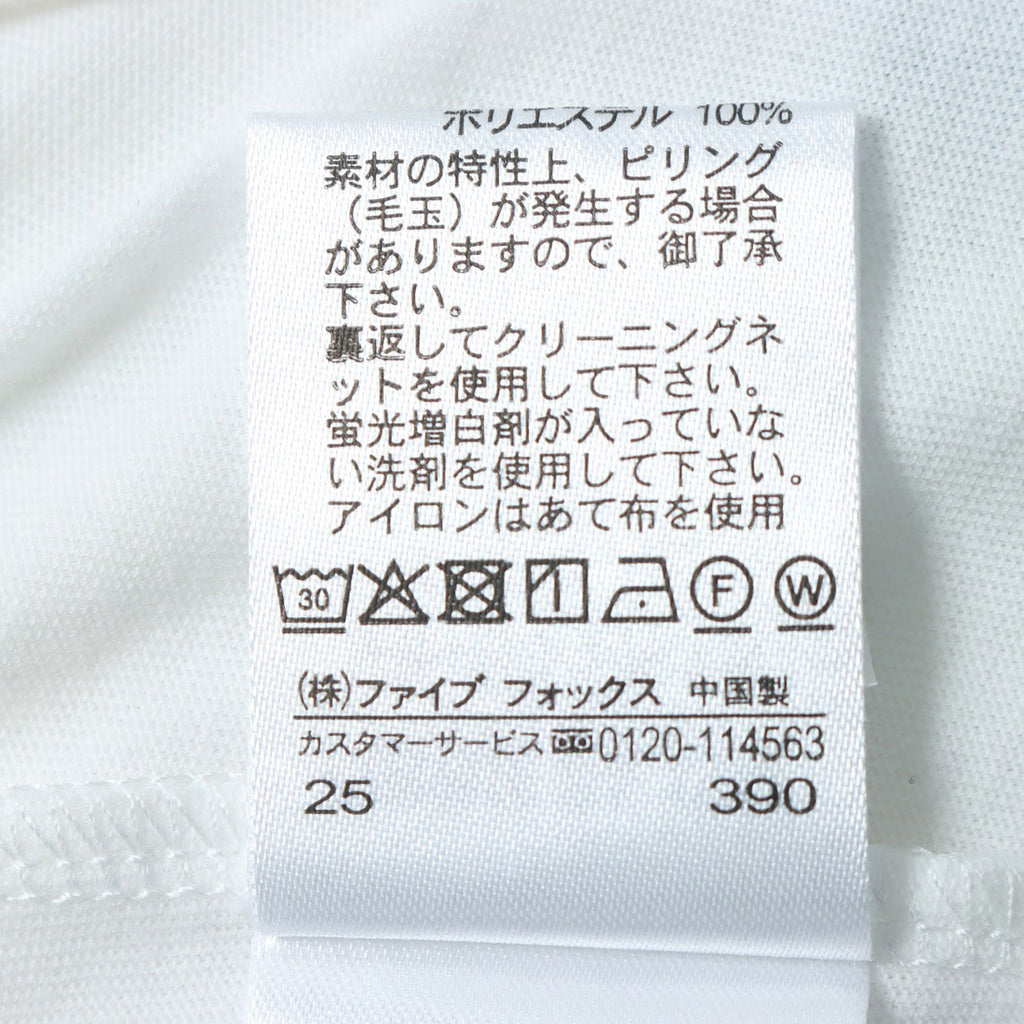 ポリエステル 100%
素材の特性上、ピリング
（毛玉）が発生する場合
がありますので、御了承
下さい。
裏返してクリーニングネ
ットを使用して下さい。
蛍光増白剤が入っていな
い洗剤を使用して下さい。
アイロンはあて布を使用
30 F W
(株)ファイブ フォックス 中国製
カスタマーサービス 0120-114563
25 390